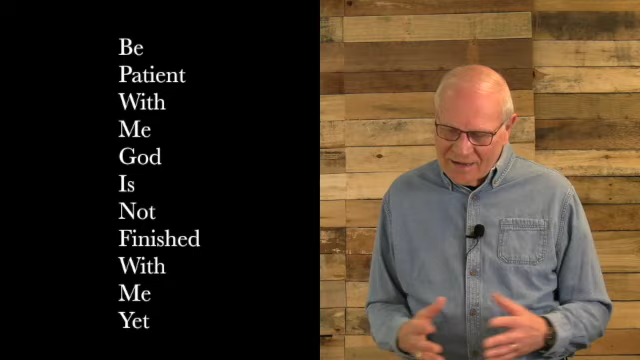 Be
Patient
With
Me
God
Is
Not
Finished
With
Me
Yet